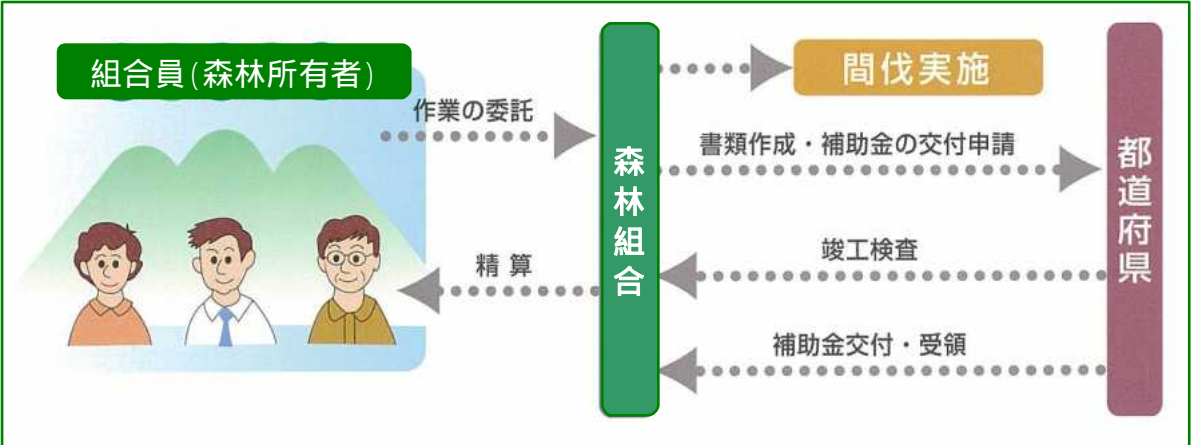 組合員(森林所有者)
作業の委託
精算
森林組合
間伐実施
書類作成・補助金の交付申請
竣工検査
補助金交付・受領
都道府県